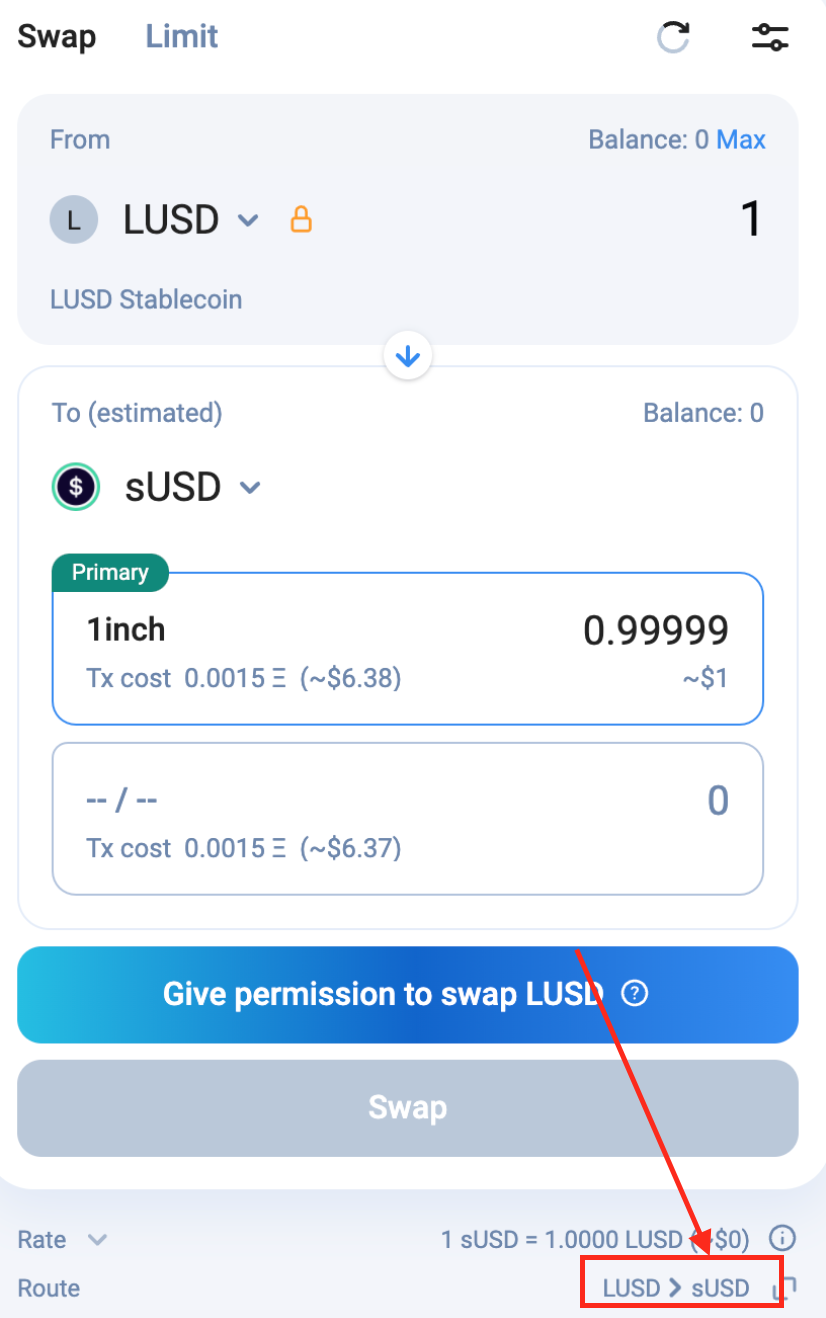 Swap Limit
From Balance: 0 Max
L LUSD 1
LUSD Stablecoin
To (estimated) Balance: 0
$ sUSD
Primary
1inch 0.99999
Tx cost 0.0015 Ξ (~$6.38) ~$1
-- / -- 0
Tx cost 0.0015 Ξ (~$6.37)
Give permission to swap LUSD ?
Swap
Rate 1 sUSD = 1.0000 LUSD (~$0) i
Route LUSD > sUSD